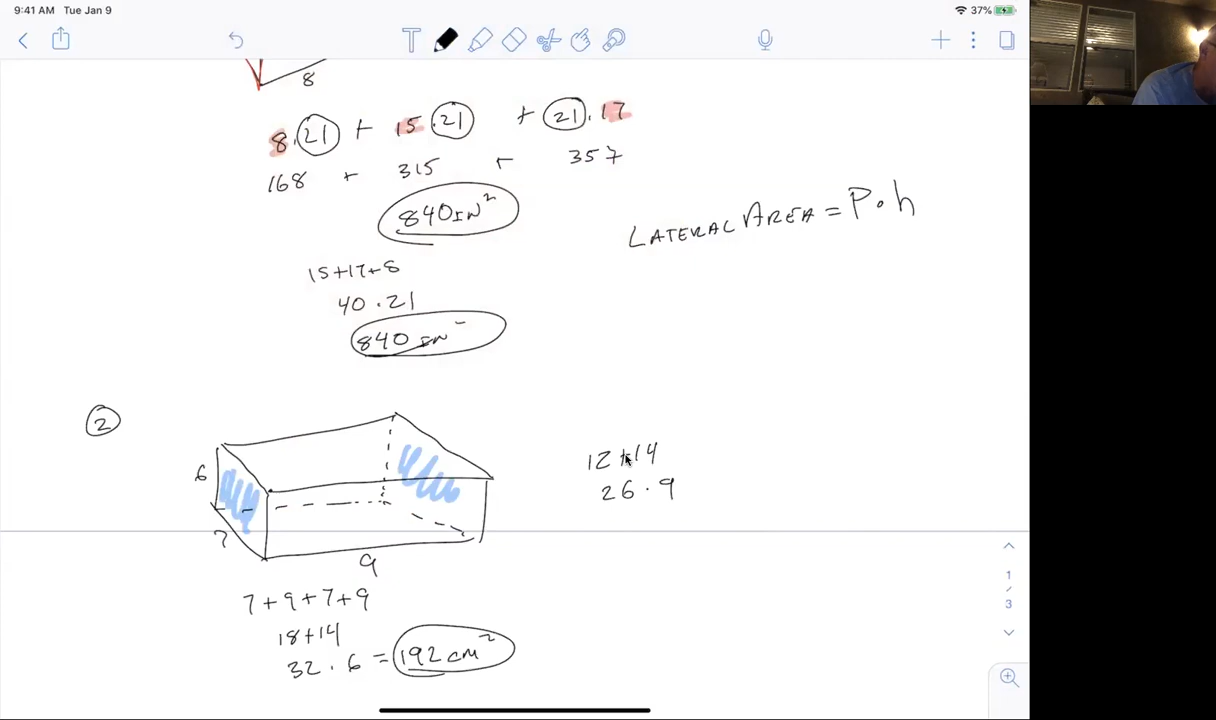 9:41 AM Tue Jan 9
37%
T
8
8.21 + 15.21 + 21.17
168 + 315 + 357
840 IN²
LATERAL AREA = P • h
15+17+8
40.21
840 IN²
2
6
7
9
12+14
26.9
7+9+7+9
18+14
32.6 = 192 cm²
1
/
3